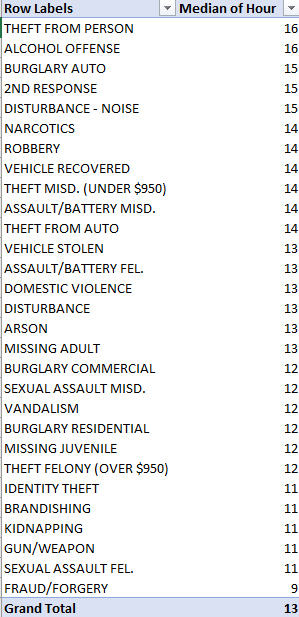 Row Labels Median of Hour
THEFT FROM PERSON 16
ALCOHOL OFFENSE 16
BURGLARY AUTO 15
2ND RESPONSE 15
DISTURBANCE - NOISE 15
NARCOTICS 14
ROBBERY 14
VEHICLE RECOVERED 14
THEFT MISD. (UNDER $950) 14
ASSAULT/BATTERY MISD. 14
THEFT FROM AUTO 14
VEHICLE STOLEN 13
ASSAULT/BATTERY FEL. 13
DOMESTIC VIOLENCE 13
DISTURBANCE 13
ARSON 13
MISSING ADULT 13
BURGLARY COMMERCIAL 12
SEXUAL ASSAULT MISD. 12
VANDALISM 12
BURGLARY RESIDENTIAL 12
MISSING JUVENILE 12
THEFT FELONY (OVER $950) 12
IDENTITY THEFT 11
BRANDISHING 11
KIDNAPPING 11
GUN/WEAPON 11
SEXUAL ASSAULT FEL. 11
FRAUD/FORGERY 9
Grand Total 13